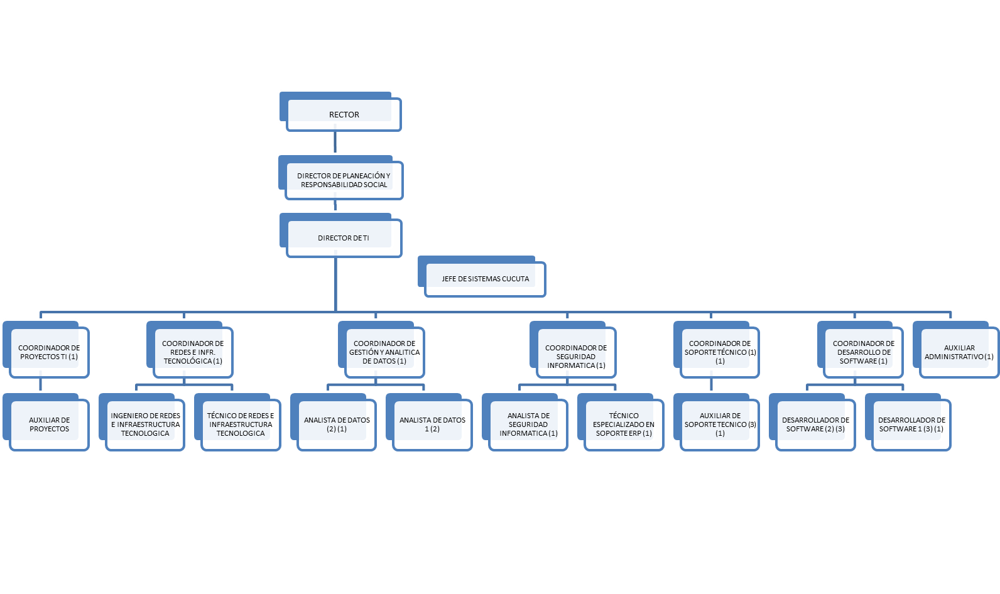 RECTOR
DIRECTOR DE PLANEACIÓN Y
RESPONSABILIDAD SOCIAL
DIRECTOR DE TI
JEFE DE SISTEMAS CUCUTA
COORDINADOR DE
PROYECTOS TI (1)
COORDINADOR DE
REDES E INFR.
TECNOLÓGICA (1)
COORDINADOR DE
GESTIÓN Y ANALITICA
DE DATOS (1)
COORDINADOR DE
SEGURIDAD
INFORMATICA (1)
COORDINADOR DE
SOPORTE TÉCNICO (1)
(1)
COORDINADOR DE
DESARROLLO DE
SOFTWARE (1)
AUXILIAR
ADMINISTRATIVO (1)
AUXILIAR DE
PROYECTOS
INGENIERO DE REDES
E INFRAESTRUCTURA
TECNOLOGICA
TÉCNICO DE REDES E
INFRAESTRUCTURA
TECNOLOGICA
ANALISTA DE DATOS
(2) (1)
ANALISTA DE DATOS
1 (2)
ANALISTA DE
SEGURIDAD
INFORMATICA (1)
TÉCNICO
ESPECIALIZADO EN
SOPORTE ERP (1)
AUXILIAR DE
SOPORTE TECNICO (3)
(1)
DESARROLLADOR DE
SOFTWARE (2) (3)
DESARROLLADOR DE
SOFTWARE 1 (3) (1)